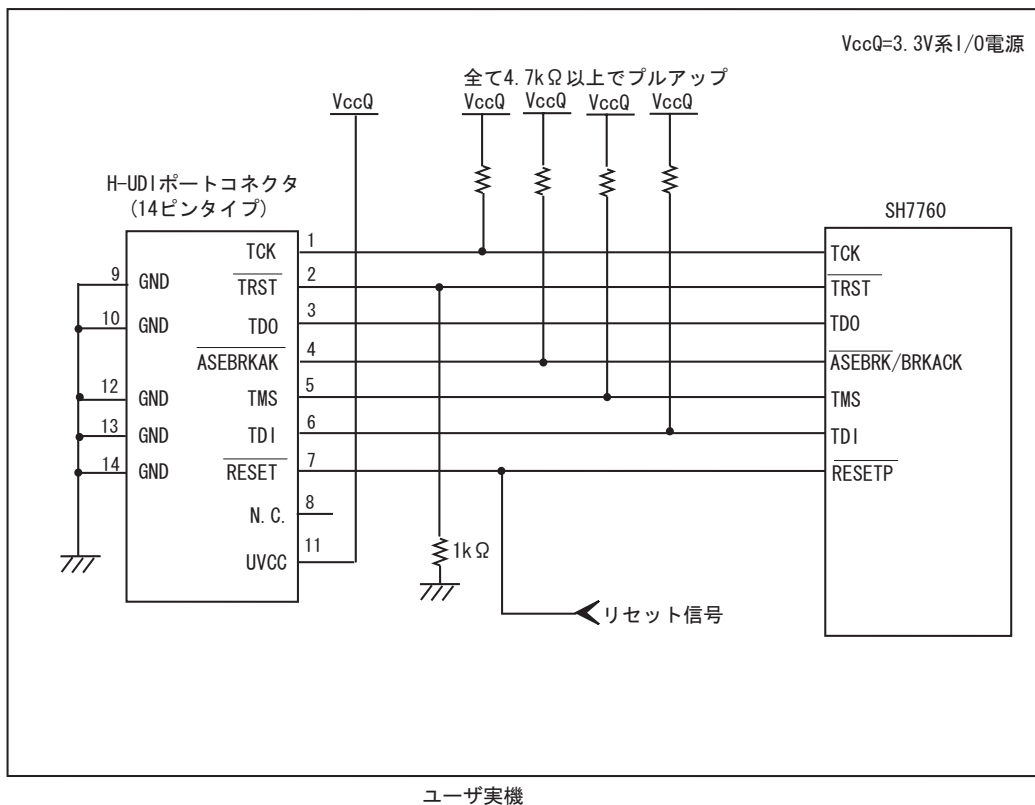 VccQ=3.3V系I/O電源
全て4.7kΩ以上でプルアップ
VccQ
VccQ
VccQ
VccQ
VccQ
H-UDIポートコネクタ
(14ピンタイプ)
SH7760
TCK
1
TCK
9
GND
TRST
2
TRST
10
GND
TDO
3
TDO
ASEBRKAK
4
ASEBRK/BRKACK
12
GND
TMS
5
TMS
13
GND
TDI
6
TDI
14
GND
RESET
7
RESETP
N.C.
8
UVCC
11
1kΩ
リセット信号
ユーザ実機